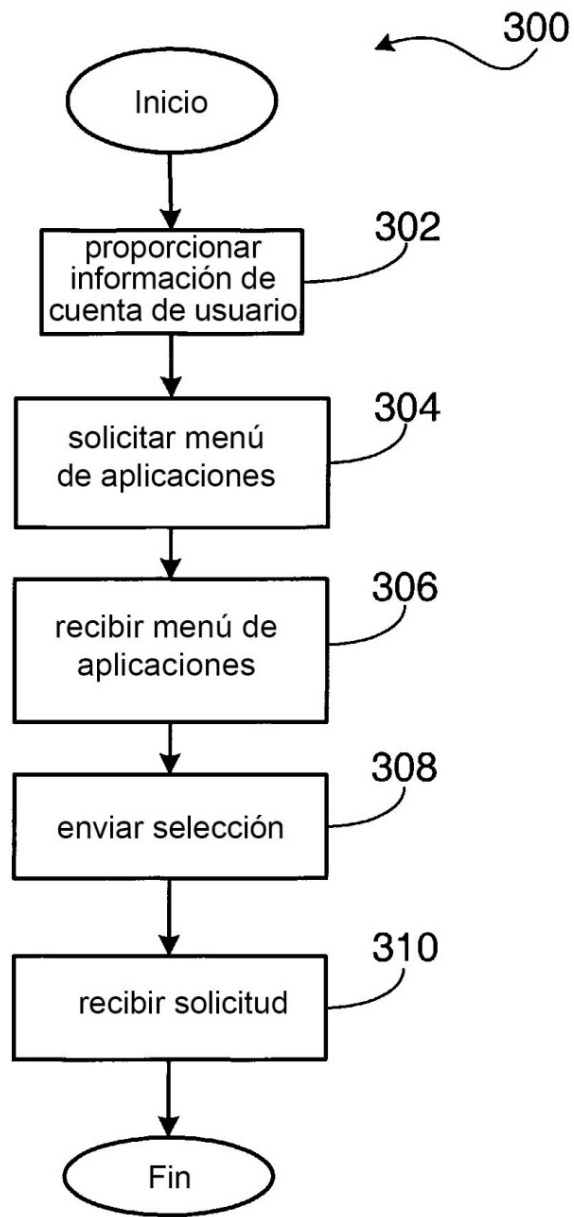 300
Inicio
302
proporcionar
información de
cuenta de usuario
304
solicitar menú
de aplicaciones
306
recibir menú de
aplicaciones
308
enviar selección
310
recibir solicitud
Fin